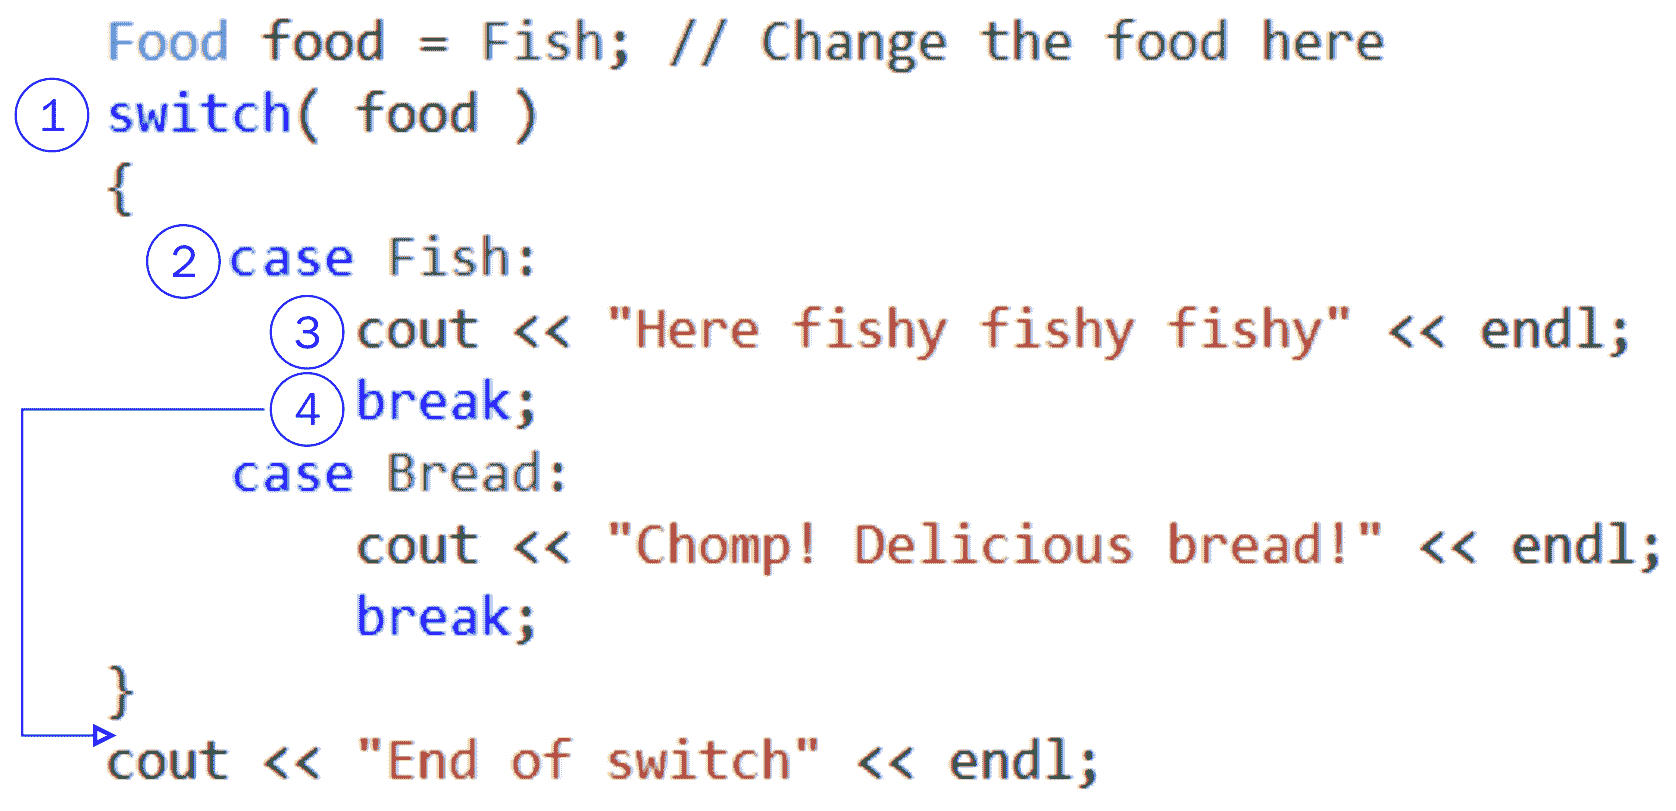 Food food = Fish; // Change the food here
1 switch( food )
{
2 case Fish:
3 cout << "Here fishy fishy fishy" << endl;
4 break;
case Bread:
cout << "Chomp! Delicious bread!" << endl;
break;
}
cout << "End of switch" << endl;